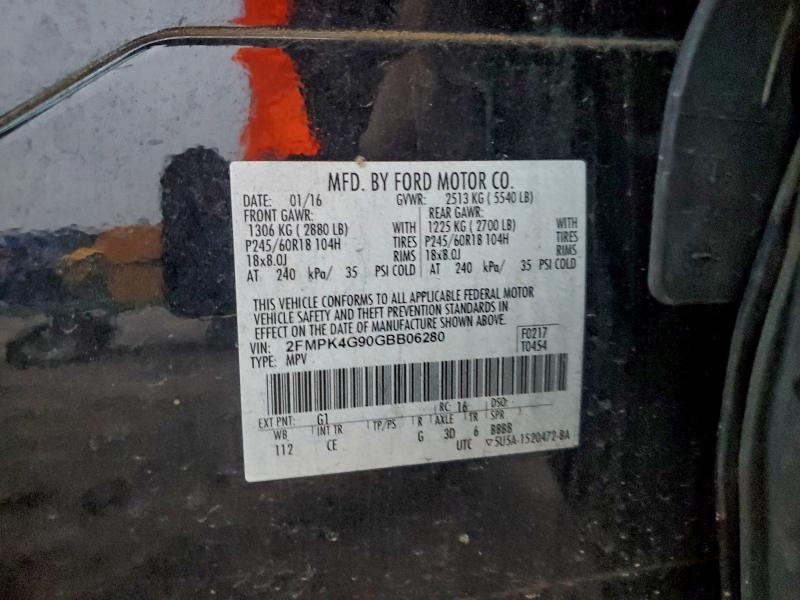 MFD. BY FORD MOTOR CO.
DATE: 01/16 GVWR: 2513 KG ( 5540 LB)
FRONT GAWR: REAR GAWR:
1306 KG ( 2880 LB) WITH 1225 KG ( 2700 LB) WITH
P245/60R18 104H TIRES P245/60R18 104H TIRES
18x8.0J RIMS 18x8.0J RIMS
AT 240 kPa/ 35 PSI COLD AT 240 kPa/ 35 PSI COLD
THIS VEHICLE CONFORMS TO ALL APPLICABLE FEDERAL MOTOR
VEHICLE SAFETY AND THEFT PREVENTION STANDARDS IN
EFFECT ON THE DATE OF MANUFACTURE SHOWN ABOVE.
VIN: 2FMPK4G90GBB06280 F0217
TYPE: MPV T0454
EXT PNT: G1 RC: 16 DSO:
WB INT TR TP/PS R AXLE TR SPR
112 CE G 3D 6 BBBB
UTC ▽5U5A-1520472-BA